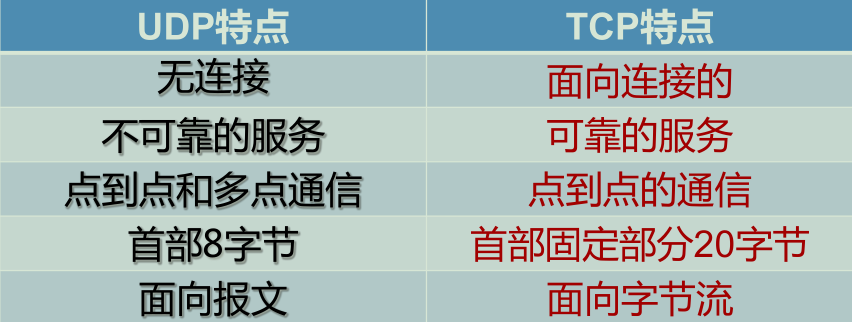 UDP特点 TCP特点
无连接 面向连接的
不可靠的服务 可靠的服务
点到点和多点通信 点到点的通信
首部8字节 首部固定部分20字节
面向报文 面向字节流